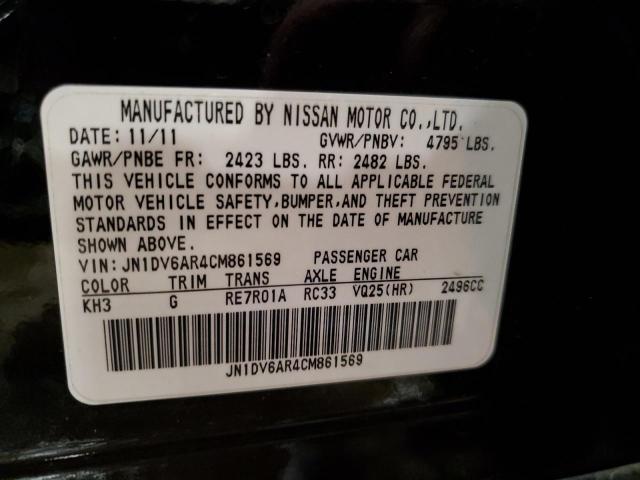 MANUFACTURED BY NISSAN MOTOR CO.,LTD.
DATE: 11/11 GVWR/PNBV: 4795 LBS.
GAWR/PNBE FR: 2423 LBS. RR: 2482 LBS.
THIS VEHICLE CONFORMS TO ALL APPLICABLE FEDERAL
MOTOR VEHICLE SAFETY,BUMPER,AND THEFT PREVENTION
STANDARDS IN EFFECT ON THE DATE OF MANUFACTURE
SHOWN ABOVE.
VIN:JN1DV6AR4CM861569 PASSENGER CAR
COLOR TRIM TRANS AXLE ENGINE
KH3 G RE7R01A RC33 VQ25(HR) 2496CC
JN1DV6AR4CM861569